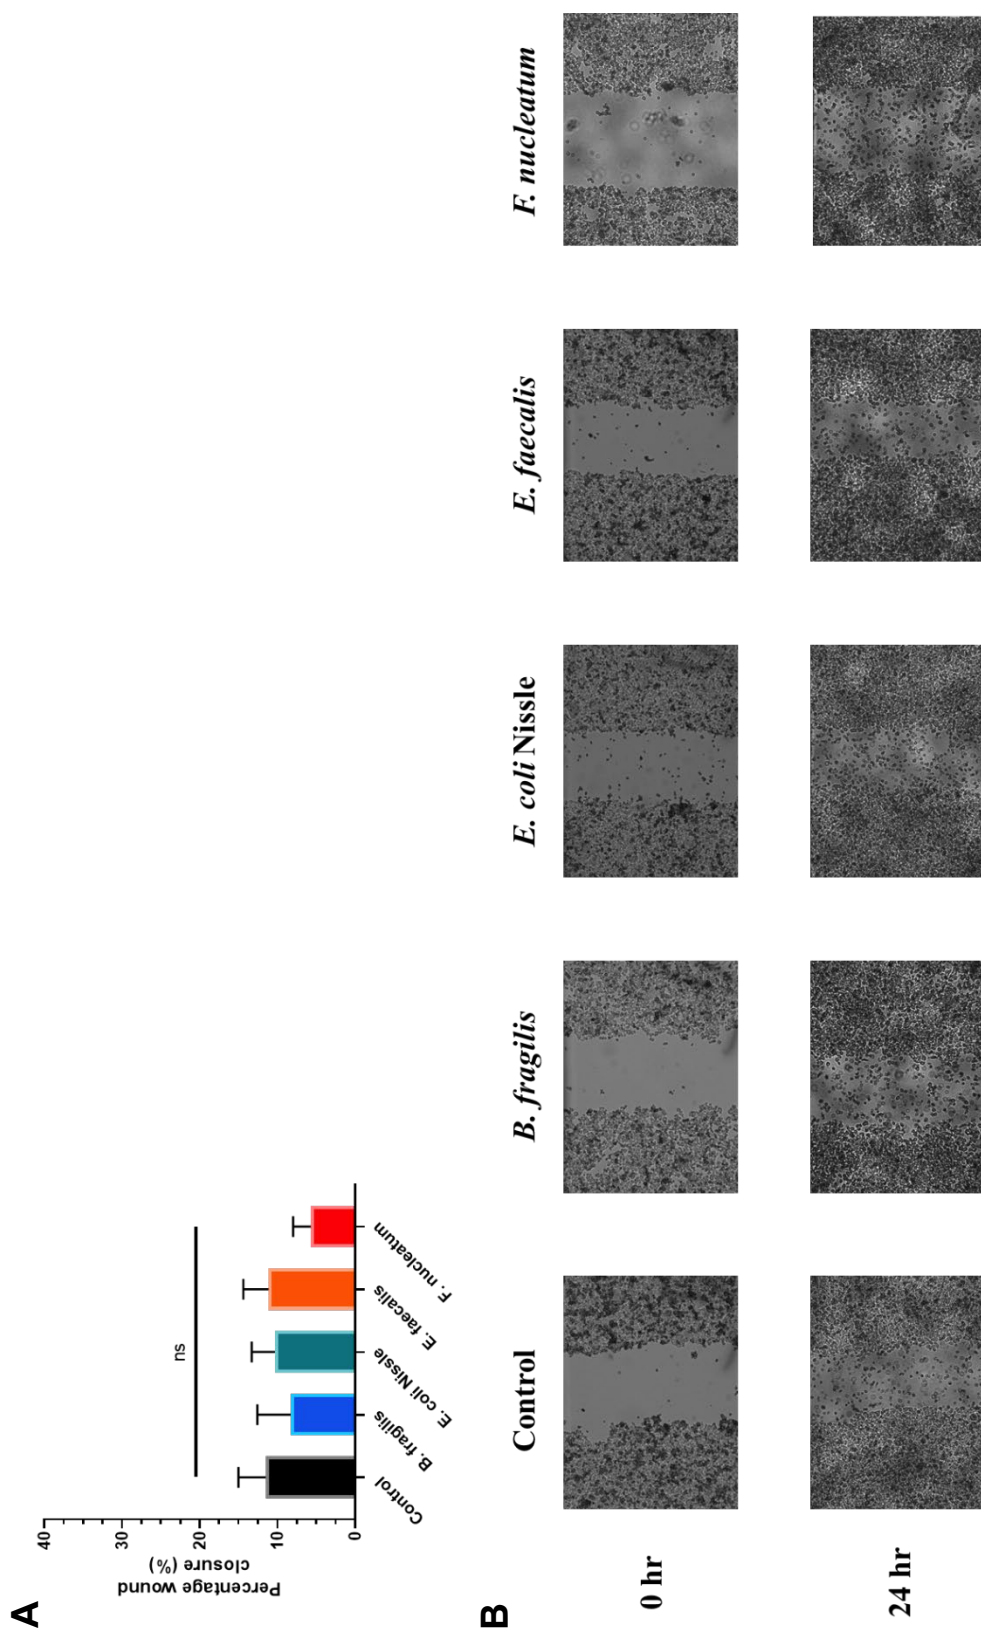 A
Percentage wound
closure (%)
40
30
20
10
0
ns
Control
B. fragilis
E. coli Nissle
E. faecalis
F. nucleatum
B
Control
B. fragilis
E. coli Nissle
E. faecalis
F. nucleatum
0 hr
24 hr